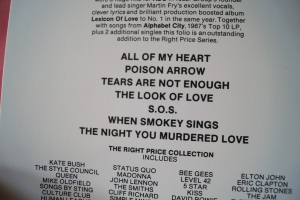 and lead singer Martin Fry's excellent vocals,
clever lyrics and brilliant production boosted album
Lexicon Of Love to No. 1 in the same year. Together
with songs from Alphabet City, 1987's Top 10 LP,
plus 2 additional singles this folio is an outstanding
addition to the Right Price Series.
ALL OF MY HEART
POISON ARROW
TEARS ARE NOT ENOUGH
THE LOOK OF LOVE
S.O.S.
WHEN SMOKEY SINGS
THE NIGHT YOU MURDERED LOVE
THE RIGHT PRICE COLLECTION
INCLUDES
KATE BUSH
THE STYLE COUNCIL
QUEEN
MIKE OLDFIELD
SONGS BY STING
CULTURE CLUB
HUMAN
STATUS QUO
MADONNA
JOHN LENNON
THE SMITHS
CLIFF RICHARD
SIMPLE
BEE GEES
LEVEL 42
5 STAR
KISS
DAVID
ELTON JOHN
ERIC CLAPTON
ROLLING STONES
THE JAM